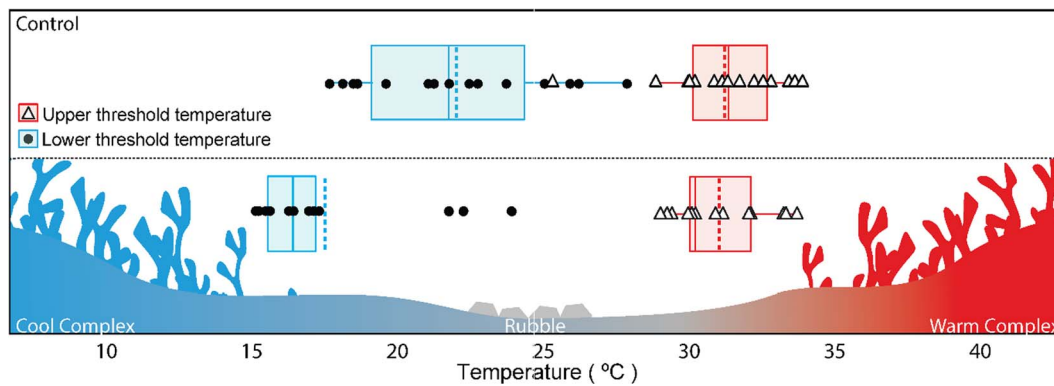 Control
Upper threshold temperature
Lower threshold temperature
Cool Complex Rubble Warm Complex
10 15 20 25 30 35 40
Temperature ( ºC)